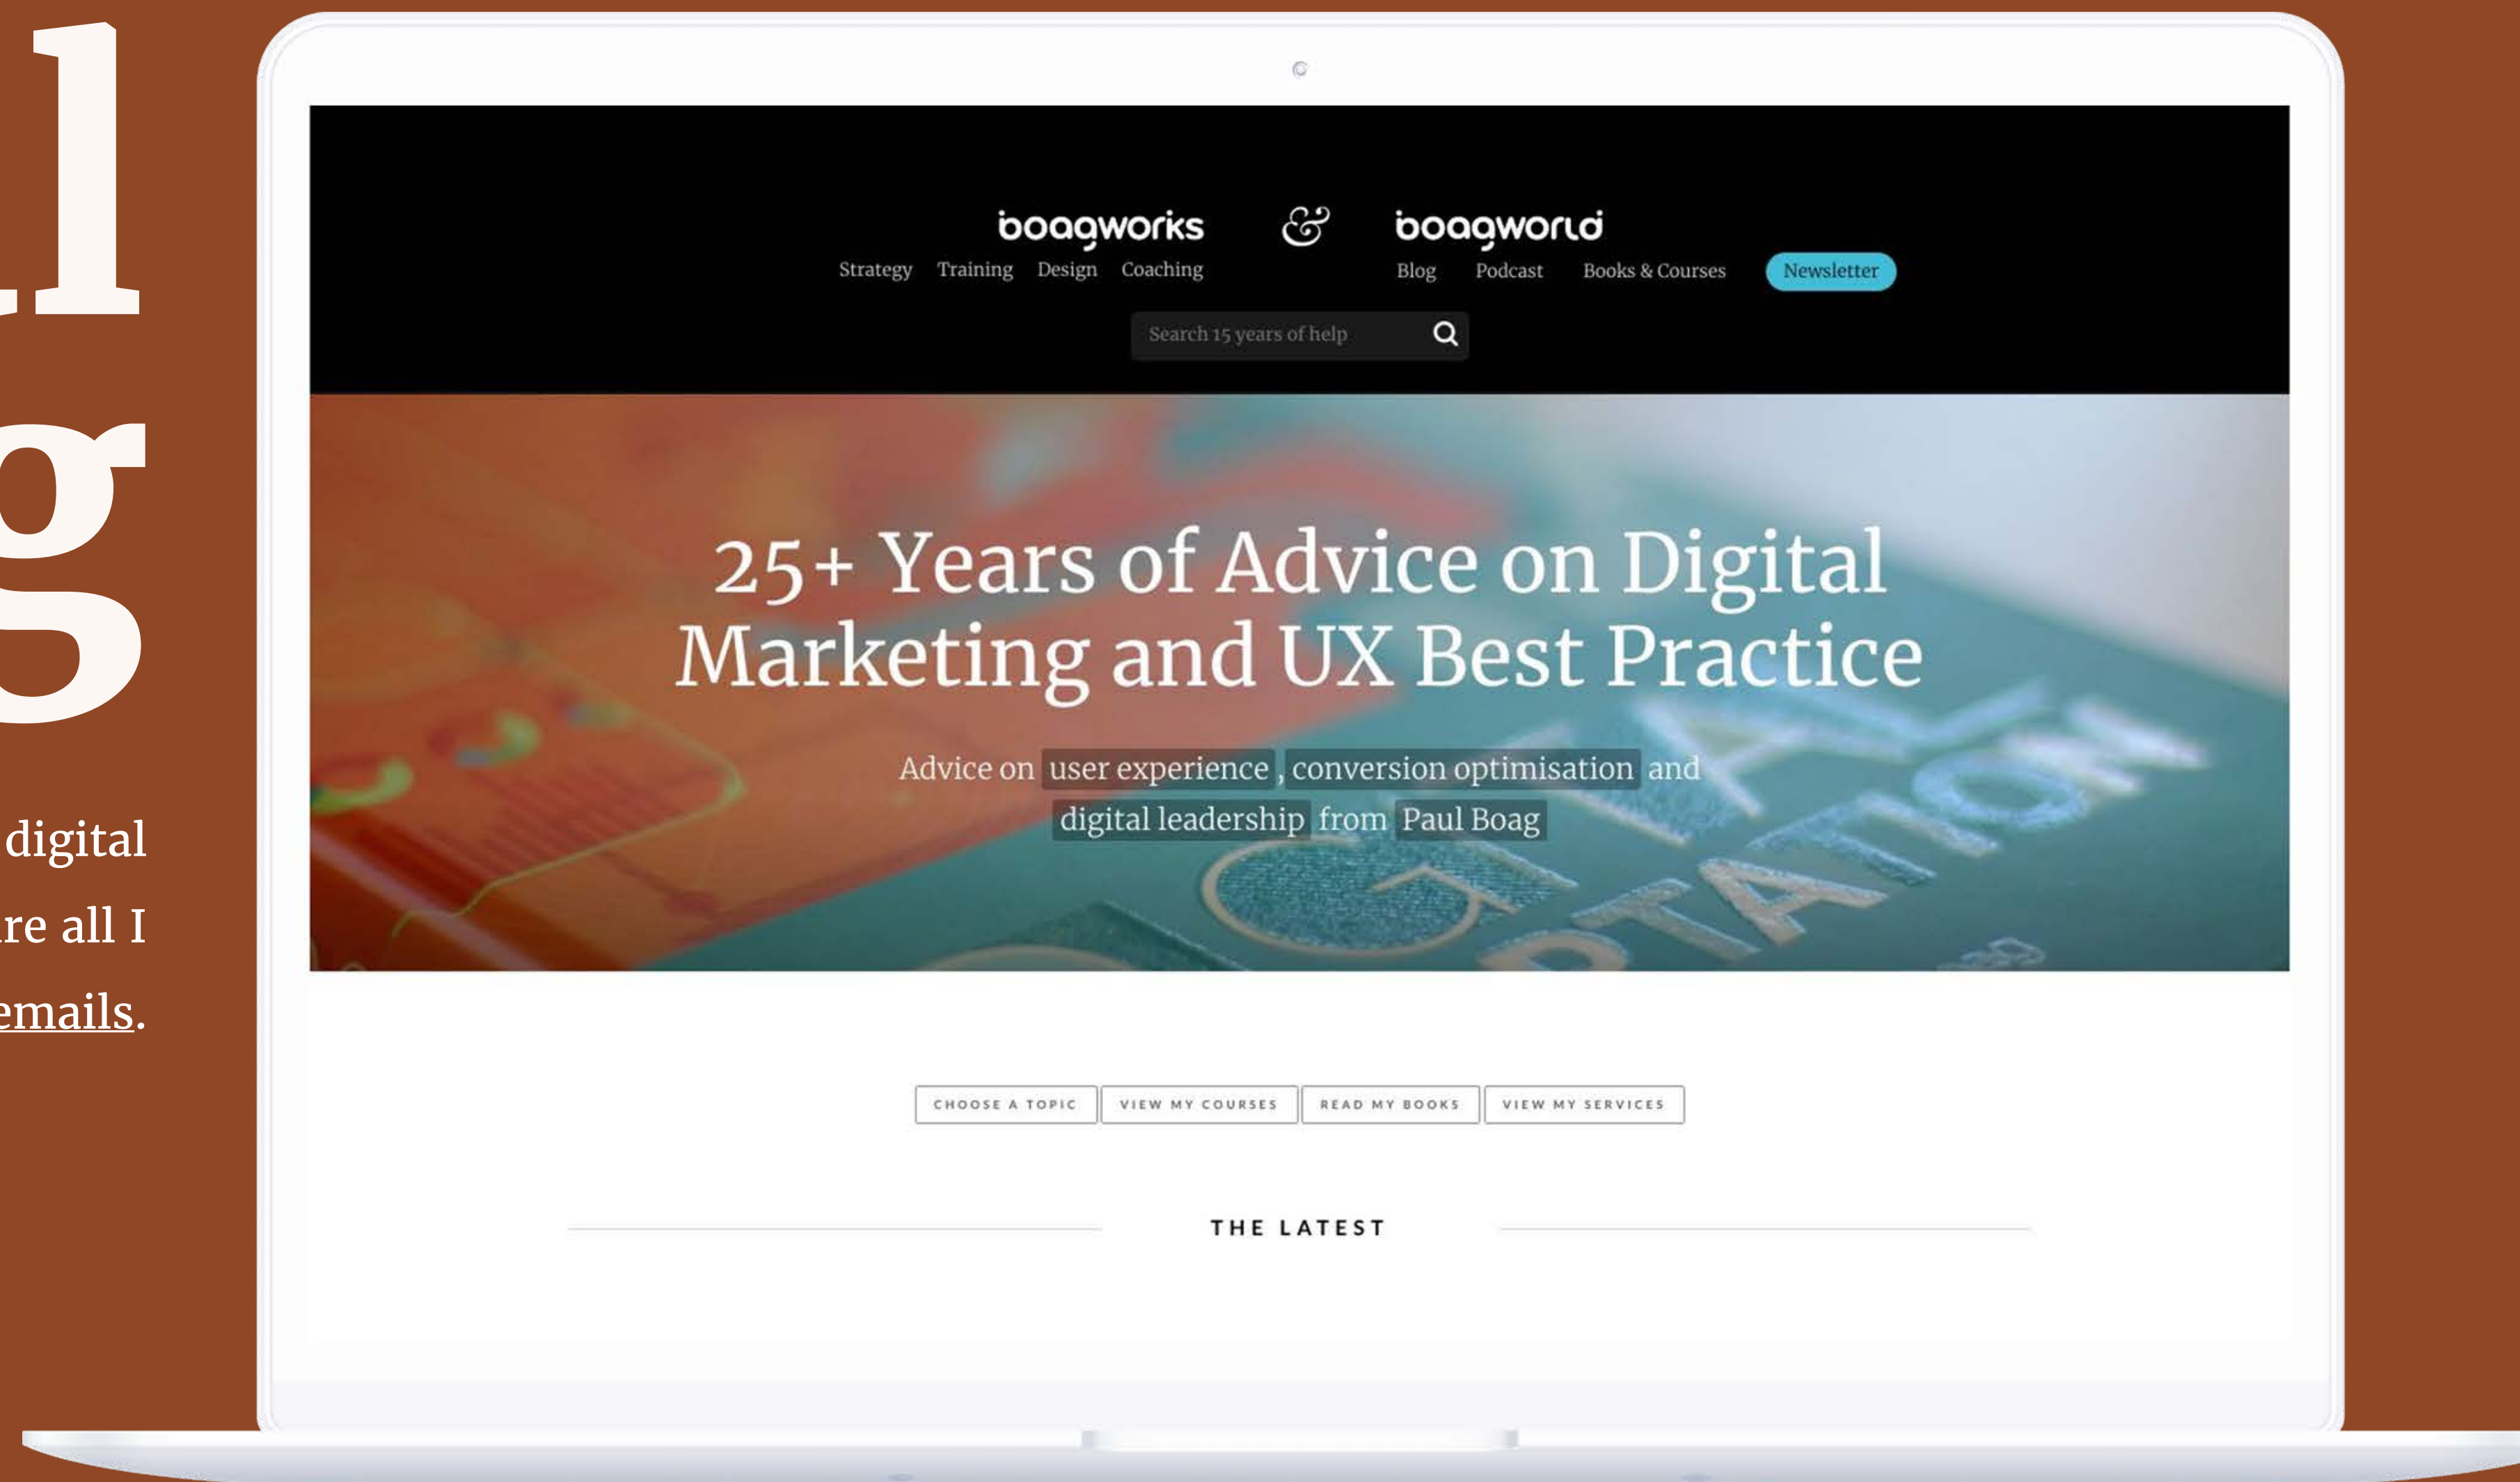 l
g
digital
re all I
emails.
boagworks & boagworld
Strategy Training Design Coaching Blog Podcast Books & Courses Newsletter
Search 15 years of help
25+ Years of Advice on Digital
Marketing and UX Best Practice
Advice on user experience , conversion optimisation and
digital leadership from Paul Boag
CHOOSE A TOPIC VIEW MY COURSES READ MY BOOKS VIEW MY SERVICES
THE LATEST